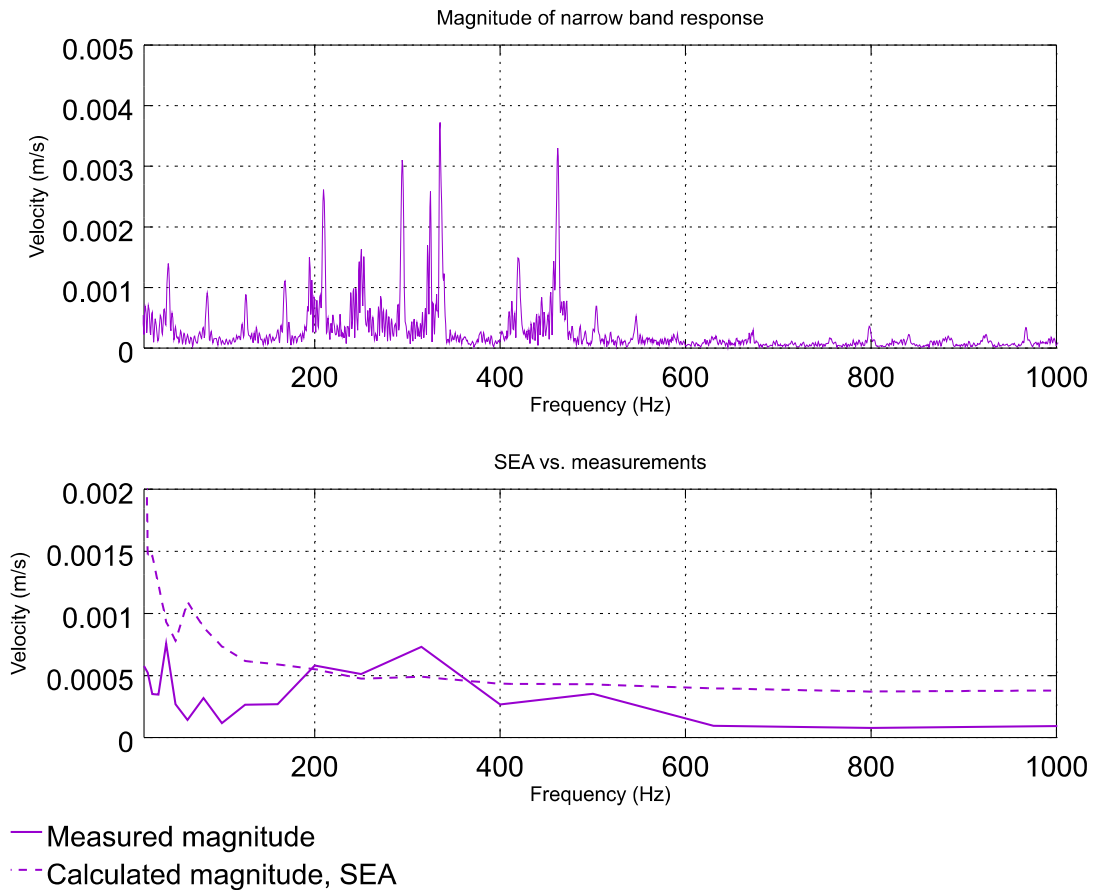 Magnitude of narrow band response
0.005
0.004
0.003
0.002
0.001
0
Velocity (m/s)
200 400 600 800 1000
Frequency (Hz)
SEA vs. measurements
0.002
0.0015
0.001
0.0005
0
Velocity (m/s)
200 400 600 800 1000
Frequency (Hz)
Measured magnitude
Calculated magnitude, SEA